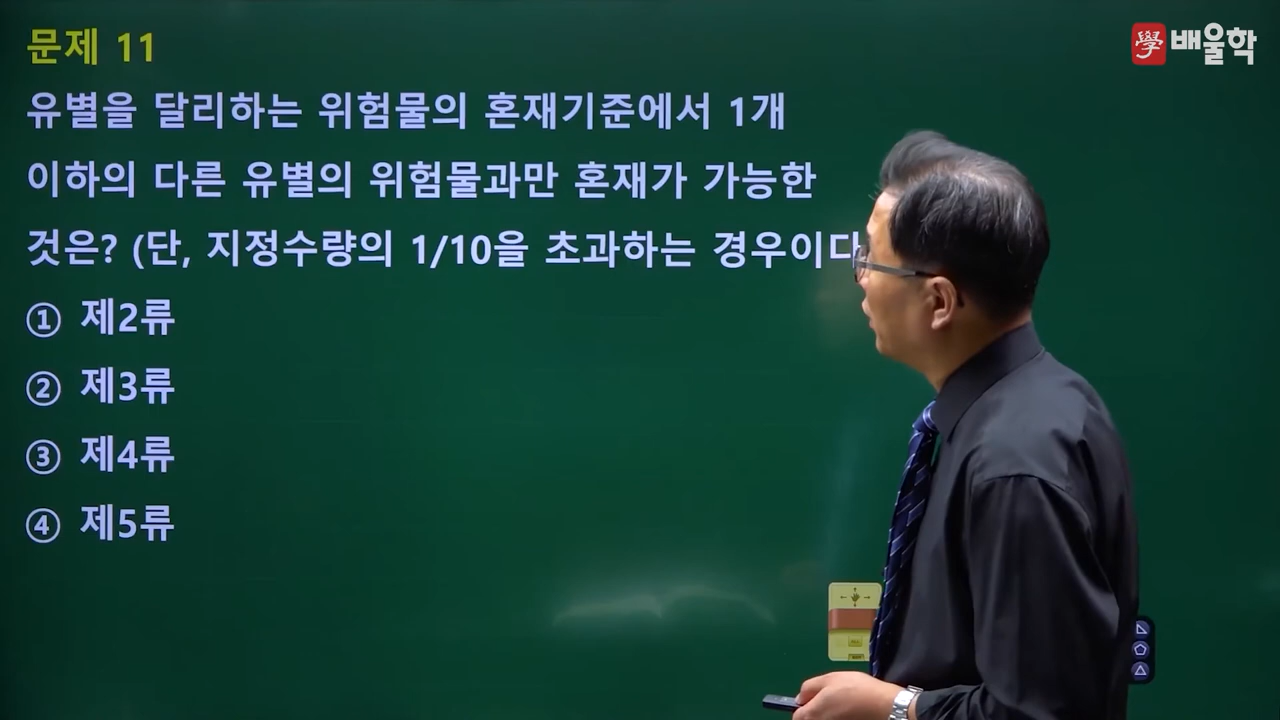 문제 11
學 배울학
유별을 달리하는 위험물의 혼재기준에서 1개
이하의 다른 유별의 위험물과만 혼재가 가능한
것은? (단, 지정수량의 1/10을 초과하는 경우이다
① 제2류
② 제3류
③ 제4류
④ 제5류